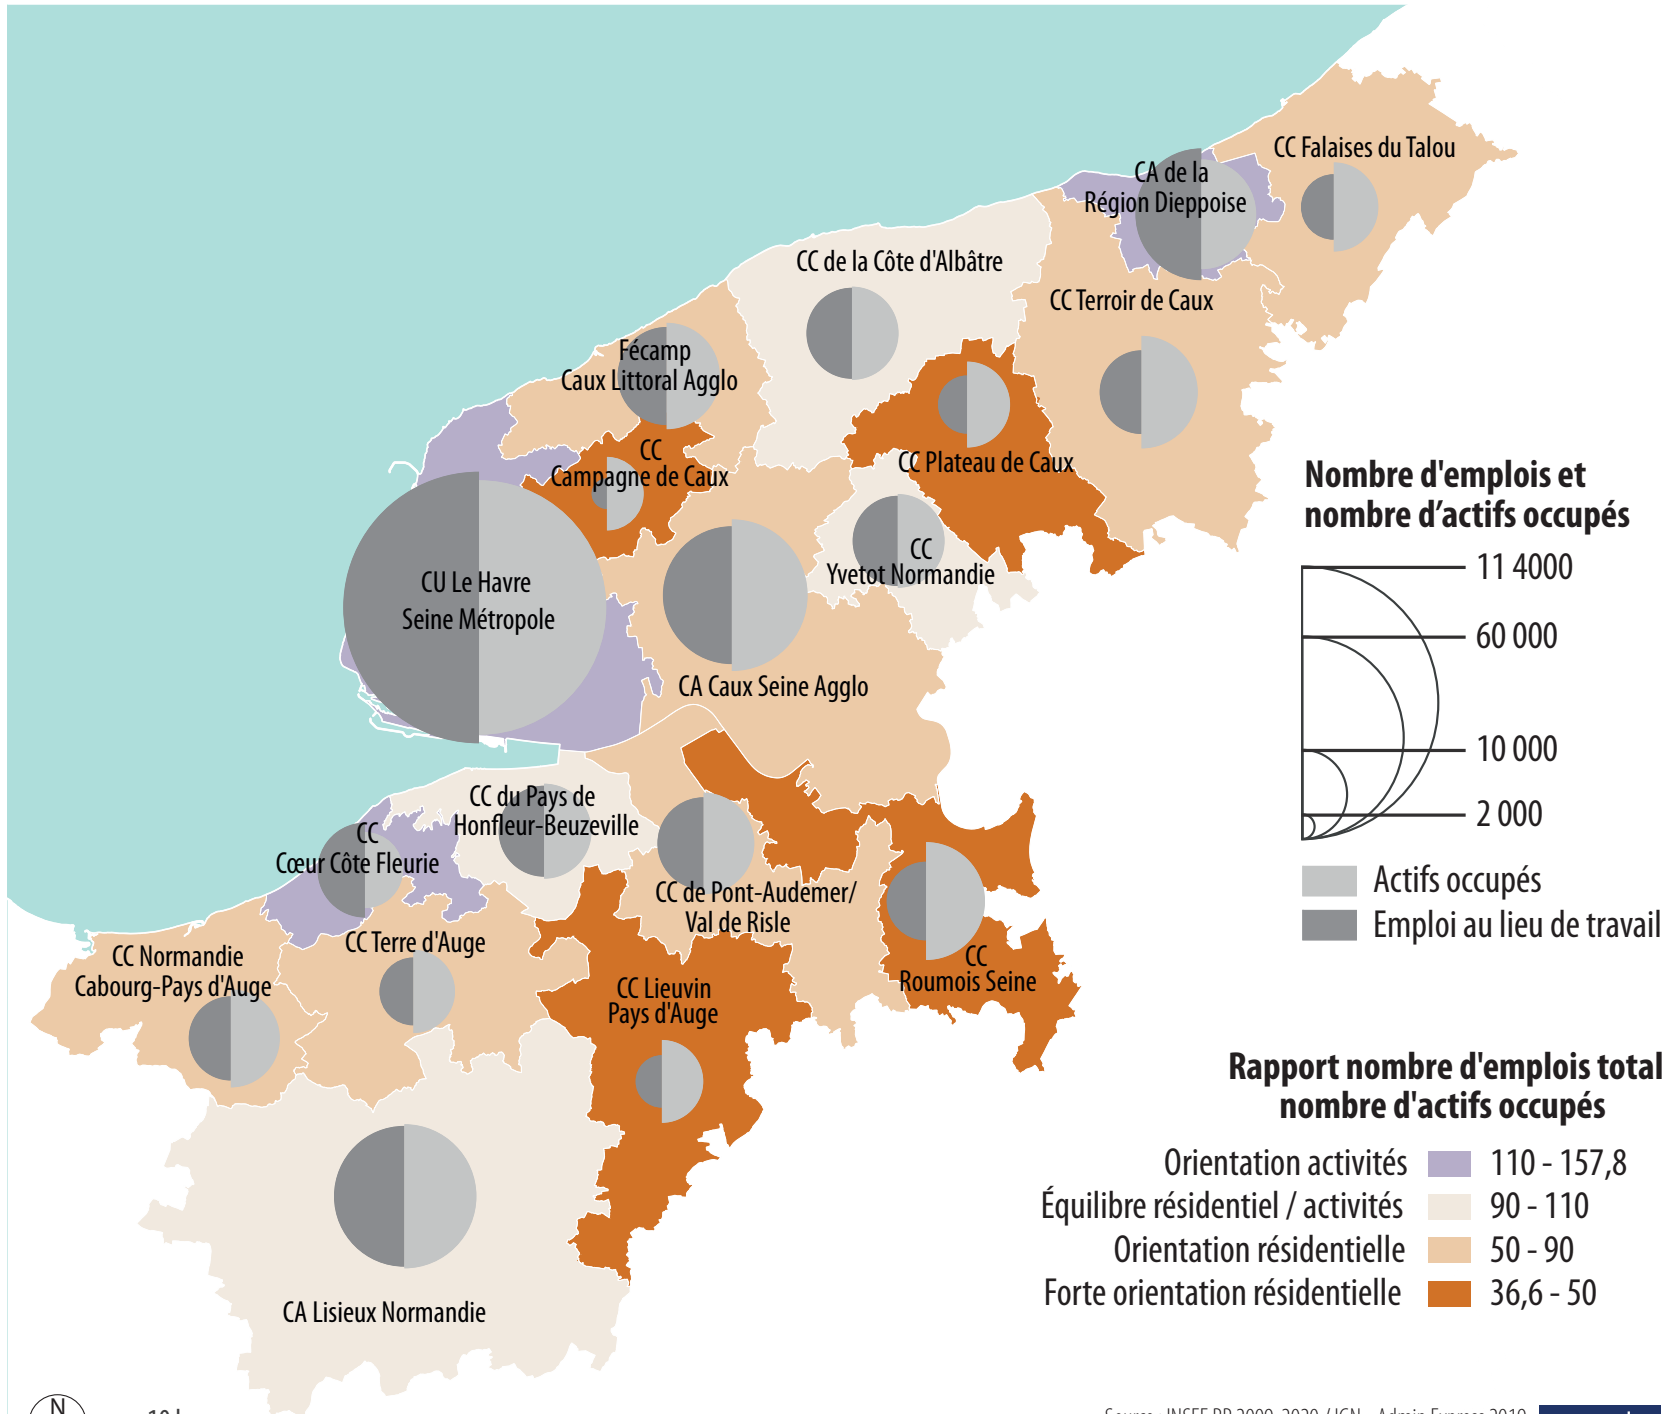 CC Falaises du Talou
CA de la
Région Dieppoise
CC de la Côte d'Albâtre
CC Terroir de Caux
Fécamp
Caux Littoral Agglo
CC
Campagne de Caux
CC Plateau de Caux
CC
Yvetot Normandie
CU Le Havre
Seine Métropole
CA Caux Seine Agglo
CC du Pays de
Honfleur-Beuzeville
CC
Cœur Côte Fleurie
CC de Pont-Audemer/
Val de Risle
CC Terre d'Auge
CC Normandie
Cabourg-Pays d'Auge
CC
Roumois Seine
CC Lieuvin
Pays d'Auge
CA Lisieux Normandie
Nombre d'emplois et
nombre d’actifs occupés
11 4000
60 000
10 000
2 000
Actifs occupés
Emploi au lieu de travail
Rapport nombre d'emplois total
nombre d'actifs occupés
Orientation activités 110 - 157,8
Équilibre résidentiel / activités 90 - 110
Orientation résidentielle 50 - 90
Forte orientation résidentielle 36,6 - 50
N